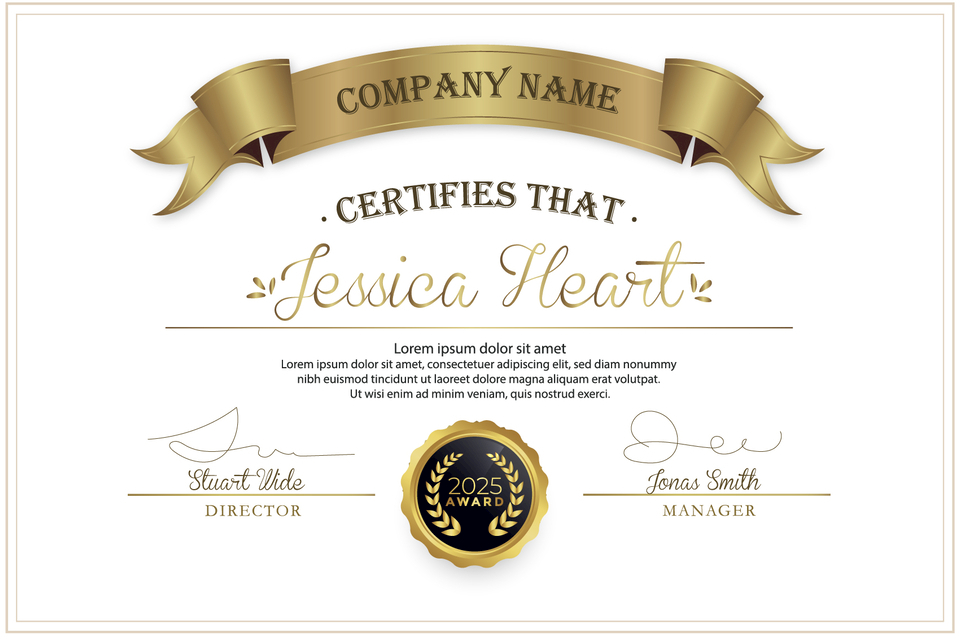 COMPANY NAME
. CERTIFIES THAT .
Jessica Heart
Lorem ipsum dolor sit amet
Lorem ipsum dolor sit amet, consectetuer adipiscing elit, sed diam nonummy
nibh euismod tincidunt ut laoreet dolore magna aliquam erat volutpat.
Ut wisi enim ad minim veniam, quis nostrud exerci.
Stuart Wide
DIRECTOR
2025
AWARD
Jonas Smith
MANAGER